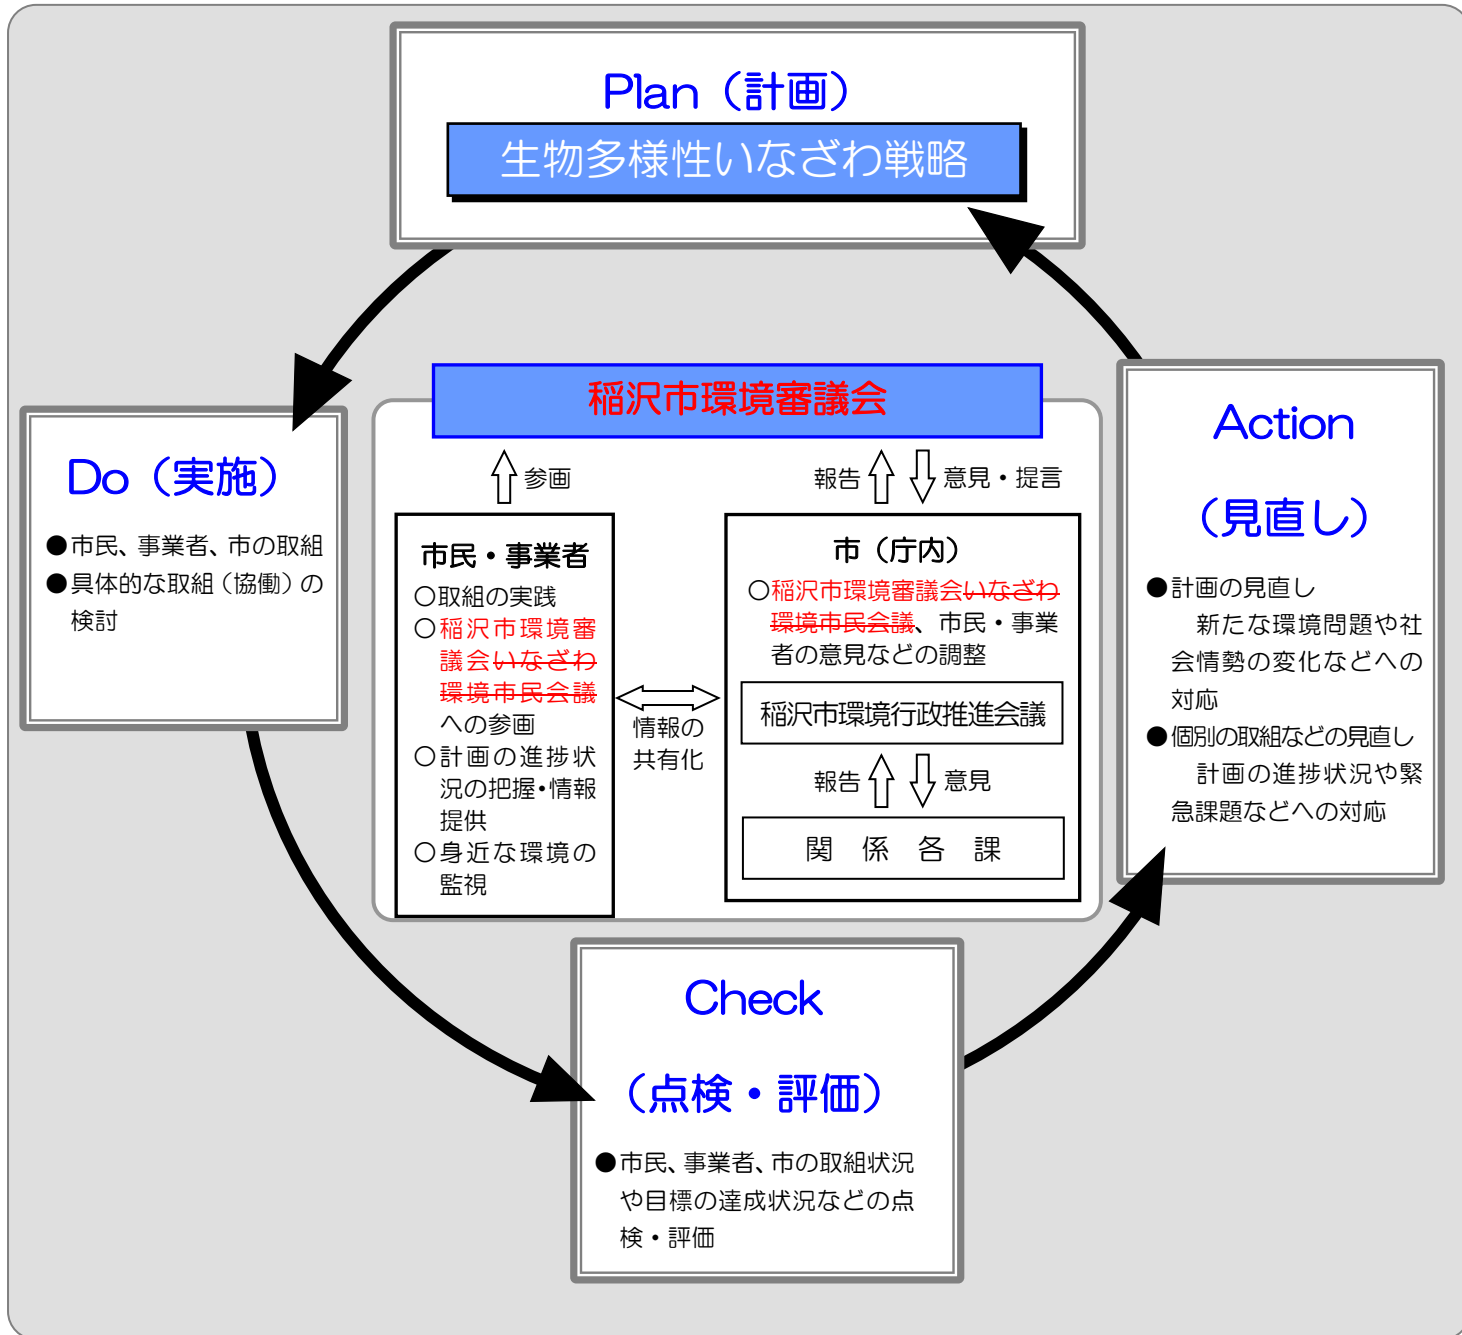 Plan（計画）
生物多様性いなざわ戦略
Do（実施）
●市民、事業者、市の取組
●具体的な取組（協働）の
検討
稲沢市環境審議会
参画
報告
意見・提言
市民・事業者
○取組の実践
○稲沢市環境審
議会いなざわ
環境市民会議
への参画
○計画の進捗状
況の把握・情報
提供
○身近な環境の
監視
情報の
共有化
市（庁内）
○稲沢市環境審議会いなざわ
環境市民会議、市民・事業
者の意見などの調整
稲沢市環境行政推進会議
報告
意見
関係各課
Action
（見直し）
●計画の見直し
新たな環境問題や社
会情勢の変化などへの
対応
●個別の取組などの見直し
計画の進捗状況や緊
急課題などへの対応
Check
（点検・評価）
●市民、事業者、市の取組状況
や目標の達成状況などの点
検・評価